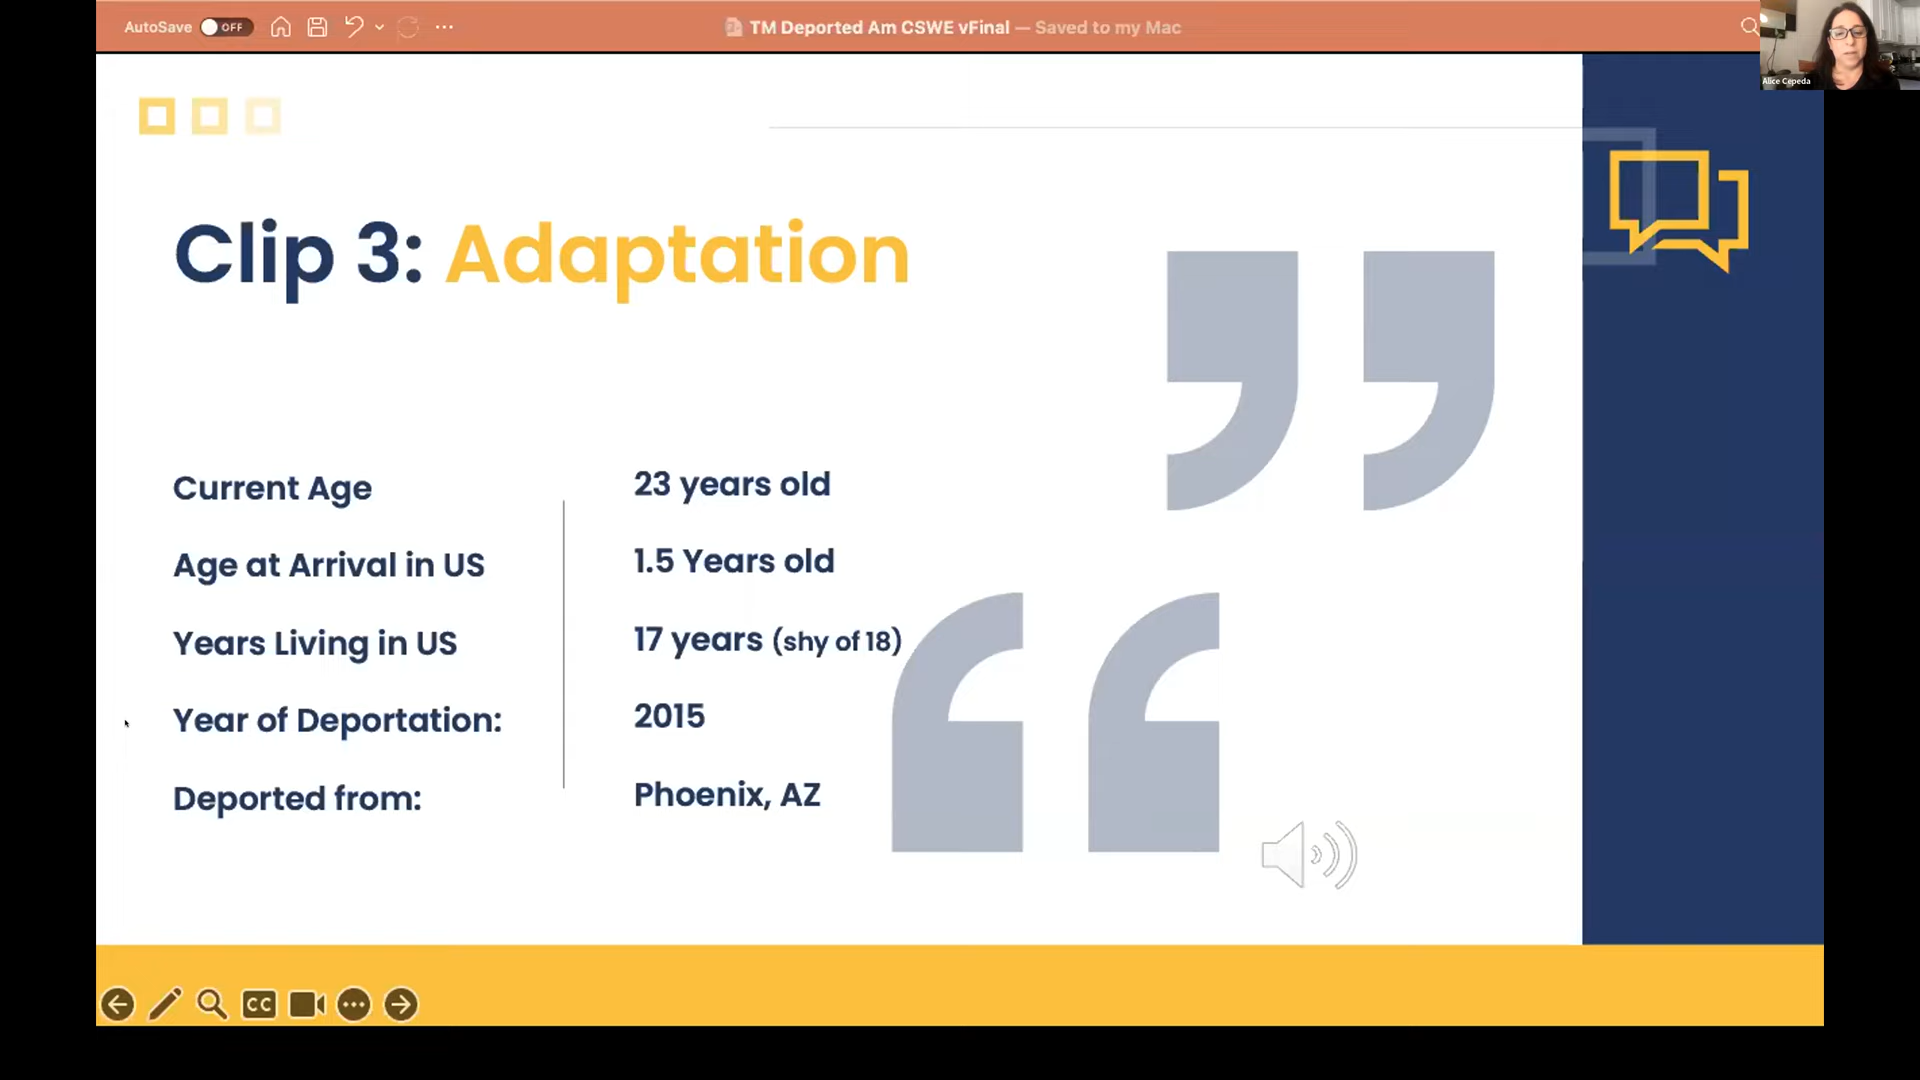 AutoSave OFF
TM Deported Am CSWE vFinal — Saved to my Mac
Alice Cepeda
Clip 3: Adaptation
Current Age 23 years old
Age at Arrival in US 1.5 Years old
Years Living in US 17 years (shy of 18)
Year of Deportation: 2015
Deported from: Phoenix, AZ
CC